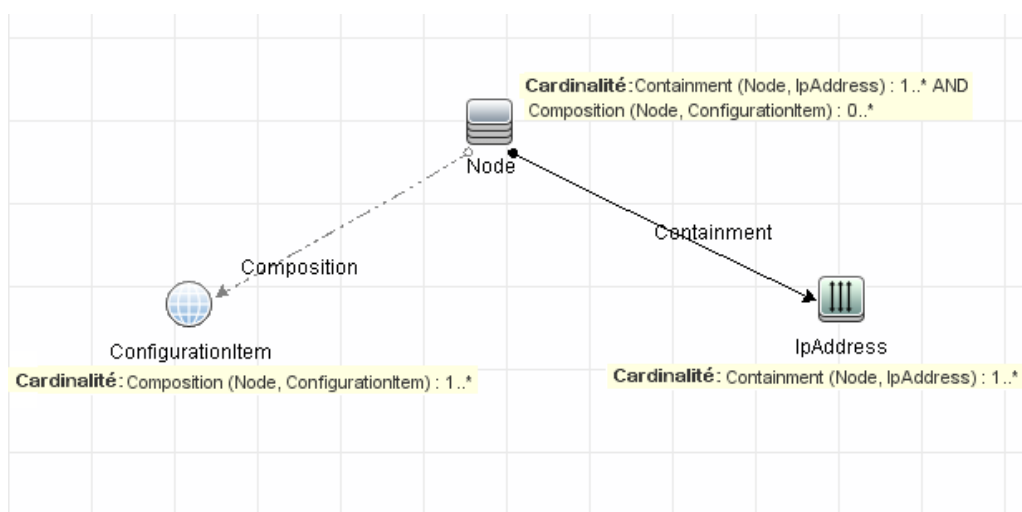 Cardinalité:Containment (Node, IpAddress) : 1..* AND
Composition (Node, ConfigurationItem) : 0..*
Node
Containment
Composition
IpAddress
ConfigurationItem
Cardinalité: Containment (Node, IpAddress) : 1..*
Cardinalité: Composition (Node, ConfigurationItem) : 1..*